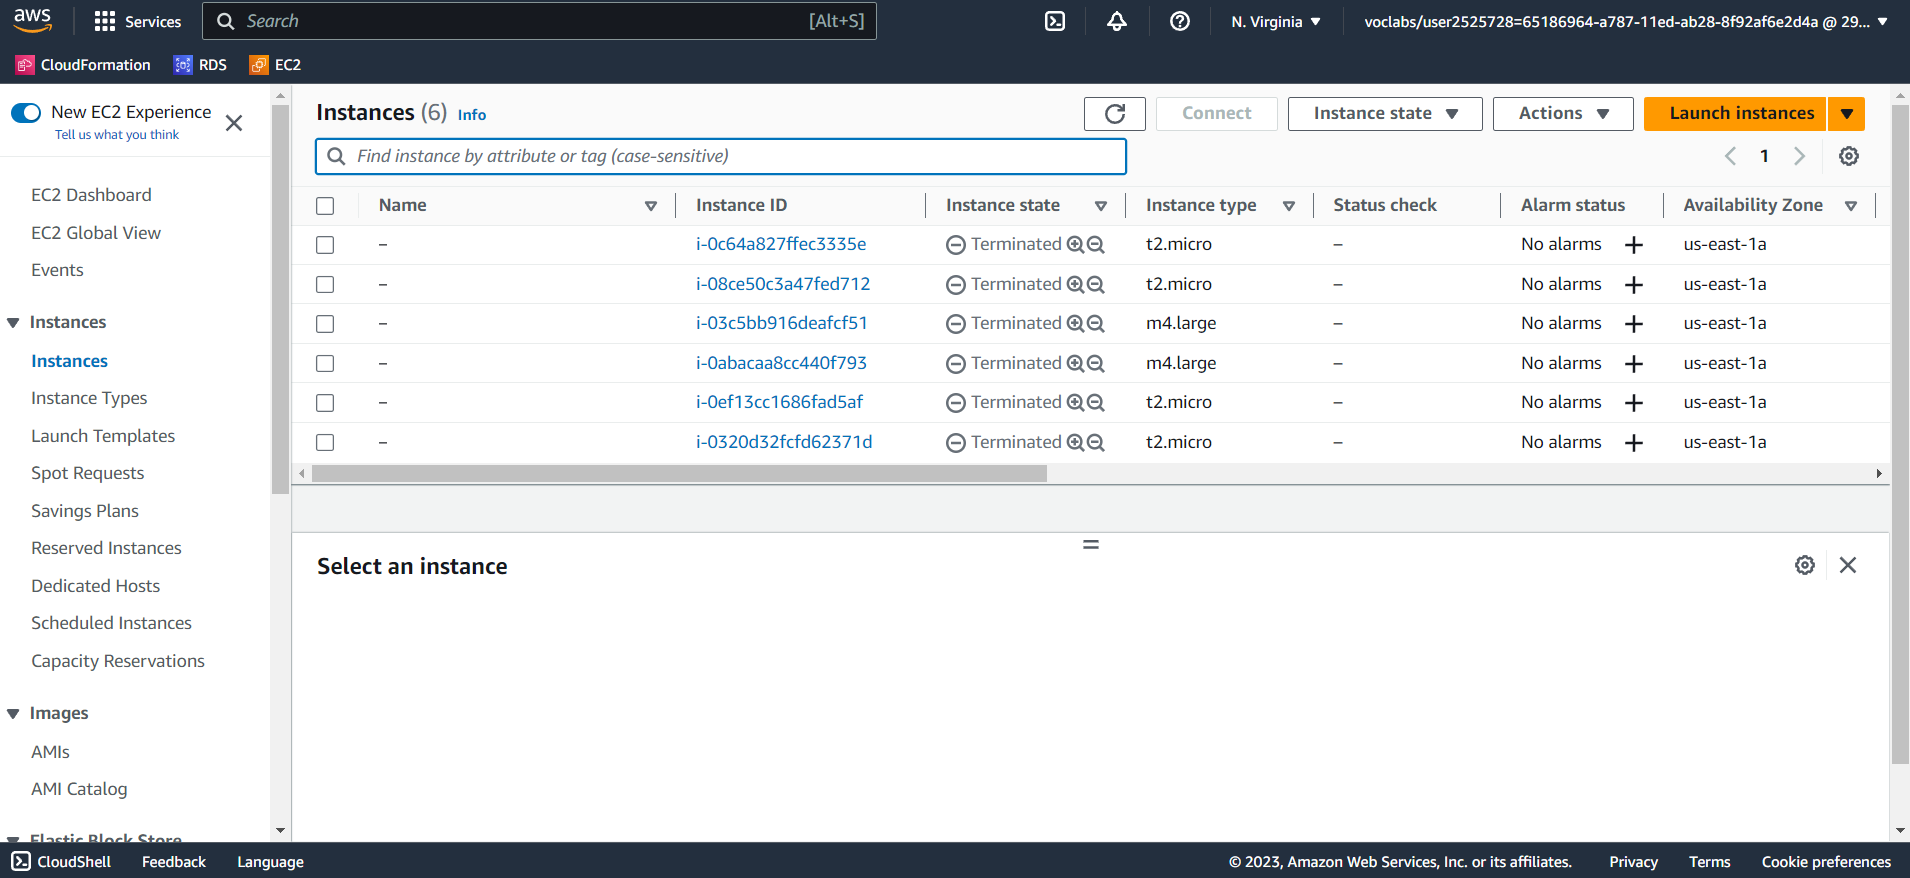 aws
Services
Search
[Alt+S]
N. Virginia
voclabs/user2525728=65186964-a787-11ed-ab28-8f92af6e2d4a @ 29...
CloudFormation
RDS
EC2
New EC2 Experience
Tell us what you think
EC2 Dashboard
EC2 Global View
Events
Instances
Instances
Instance Types
Launch Templates
Spot Requests
Savings Plans
Reserved Instances
Dedicated Hosts
Scheduled Instances
Capacity Reservations
Images
AMIs
AMI Catalog
Elastic Block Store
Instances (6) Info
Connect
Instance state
Actions
Launch instances
Find instance by attribute or tag (case-sensitive)
1
Name Instance ID Instance state Instance type Status check Alarm status Availability Zone
– i-0c64a827ffec3335e Terminated t2.micro – No alarms us-east-1a
– i-08ce50c3a47fed712 Terminated t2.micro – No alarms us-east-1a
– i-03c5bb916deafcf51 Terminated m4.large – No alarms us-east-1a
– i-0abacaa8cc440f793 Terminated m4.large – No alarms us-east-1a
– i-0ef13cc1686fad5af Terminated t2.micro – No alarms us-east-1a
– i-0320d32fcfd62371d Terminated t2.micro – No alarms us-east-1a
Select an instance
CloudShell
Feedback
Language
© 2023, Amazon Web Services, Inc. or its affiliates.
Privacy
Terms
Cookie preferences